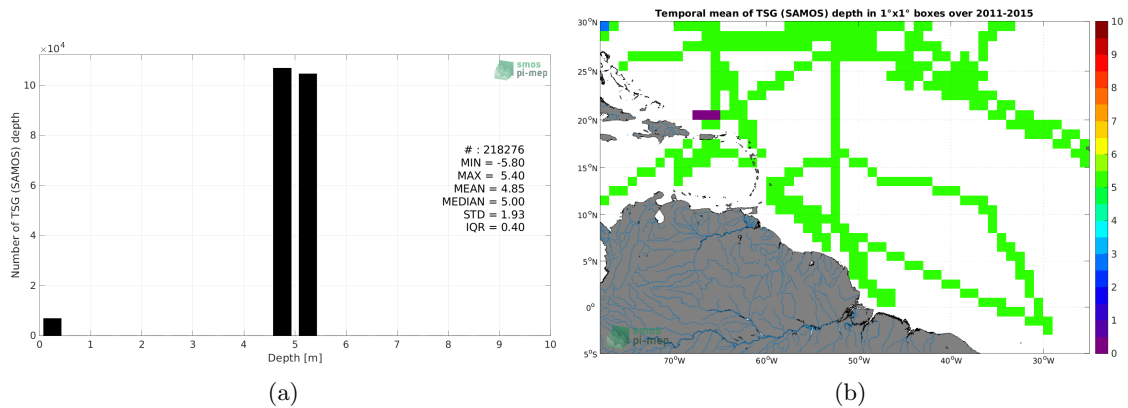 ×10⁴
10
8
6
4
2
0
Number of TSG (SAMOS) depth
smos
pi-mep
# : 218276
MIN = -5.80
MAX = 5.40
MEAN = 4.85
MEDIAN = 5.00
STD = 1.93
IQR = 0.40
0 1 2 3 4 5 6 7 8 9 10
Depth [m]
(a)
Temporal mean of TSG (SAMOS) depth in 1°x1° boxes over 2011-2015
30°N
25°N
20°N
15°N
10°N
5°N
0°
5°S
70°W 60°W 50°W 40°W 30°W
smos
pi-mep
10
9
8
7
6
5
4
3
2
1
0
(b)